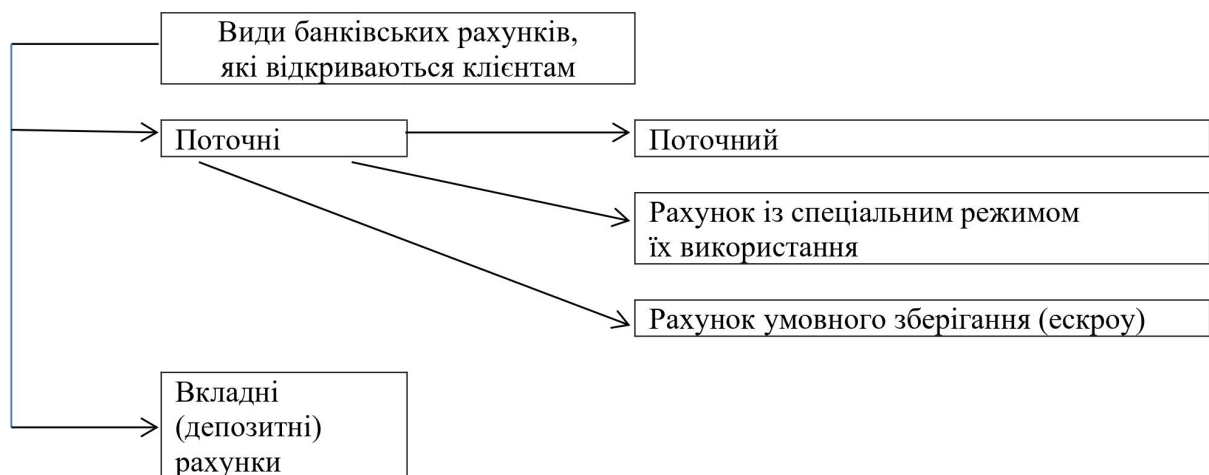 Види банківських рахунків,
які відкриваються клієнтам
Поточні
Поточний
Рахунок із спеціальним режимом
їх використання
Рахунок умовного зберігання (ескроу)
Вкладні
(депозитні)
рахунки